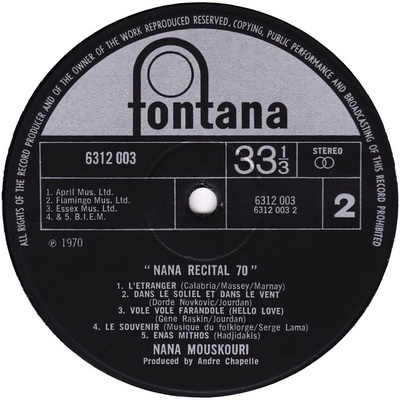 ALL RIGHTS OF THE RECORD PRODUCER AND OF THE OWNER OF THE WORK REPRODUCED RESERVED. COPYING, PUBLIC PERFORMANCE AND BROADCASTING OF THIS RECORD PROHIBITED
fontana
6312 003
33 1/3
STEREO
1. April Mus. Ltd.
2. Flamingo Mus. Ltd.
3. Essex Mus. Ltd.
4. & 5. B.I.E.M.
6312 003
6312 003 2
2
℗ 1970
"NANA RECITAL 70"
1. L'ETRANGER (Calabria/Massey/Marnay)
2. DANS LE SOLIEL ET DANS LE VENT
(Dorde Novkovic/Jourdan)
3. VOLE VOLE FARANDOLE (HELLO LOVE)
(Gene Raskin/Jourdan)
4. LE SOUVENIR (Musique du folklorge/Serge Lama)
5. ENAS MITHOS (Hadjidakis)
NANA MOUSKOURI
Produced by Andre Chapelle